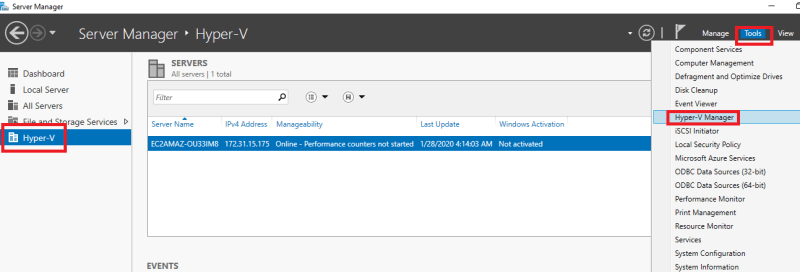 Server Manager
Server Manager • Hyper-V
Manage Tools View
Dashboard
Local Server
All Servers
File and Storage Services
Hyper-V
SERVERS
All servers | 1 total
Filter
Server Name IPv4 Address Manageability Last Update Windows Activation
EC2AMAZ-OU33IM8 172.31.15.175 Online - Performance counters not started 1/28/2020 4:14:03 AM Not activated
EVENTS
Component Services
Computer Management
Defragment and Optimize Drives
Disk Cleanup
Event Viewer
Hyper-V Manager
iSCSI Initiator
Local Security Policy
Microsoft Azure Services
ODBC Data Sources (32-bit)
ODBC Data Sources (64-bit)
Performance Monitor
Print Management
Resource Monitor
Services
System Configuration
System Information